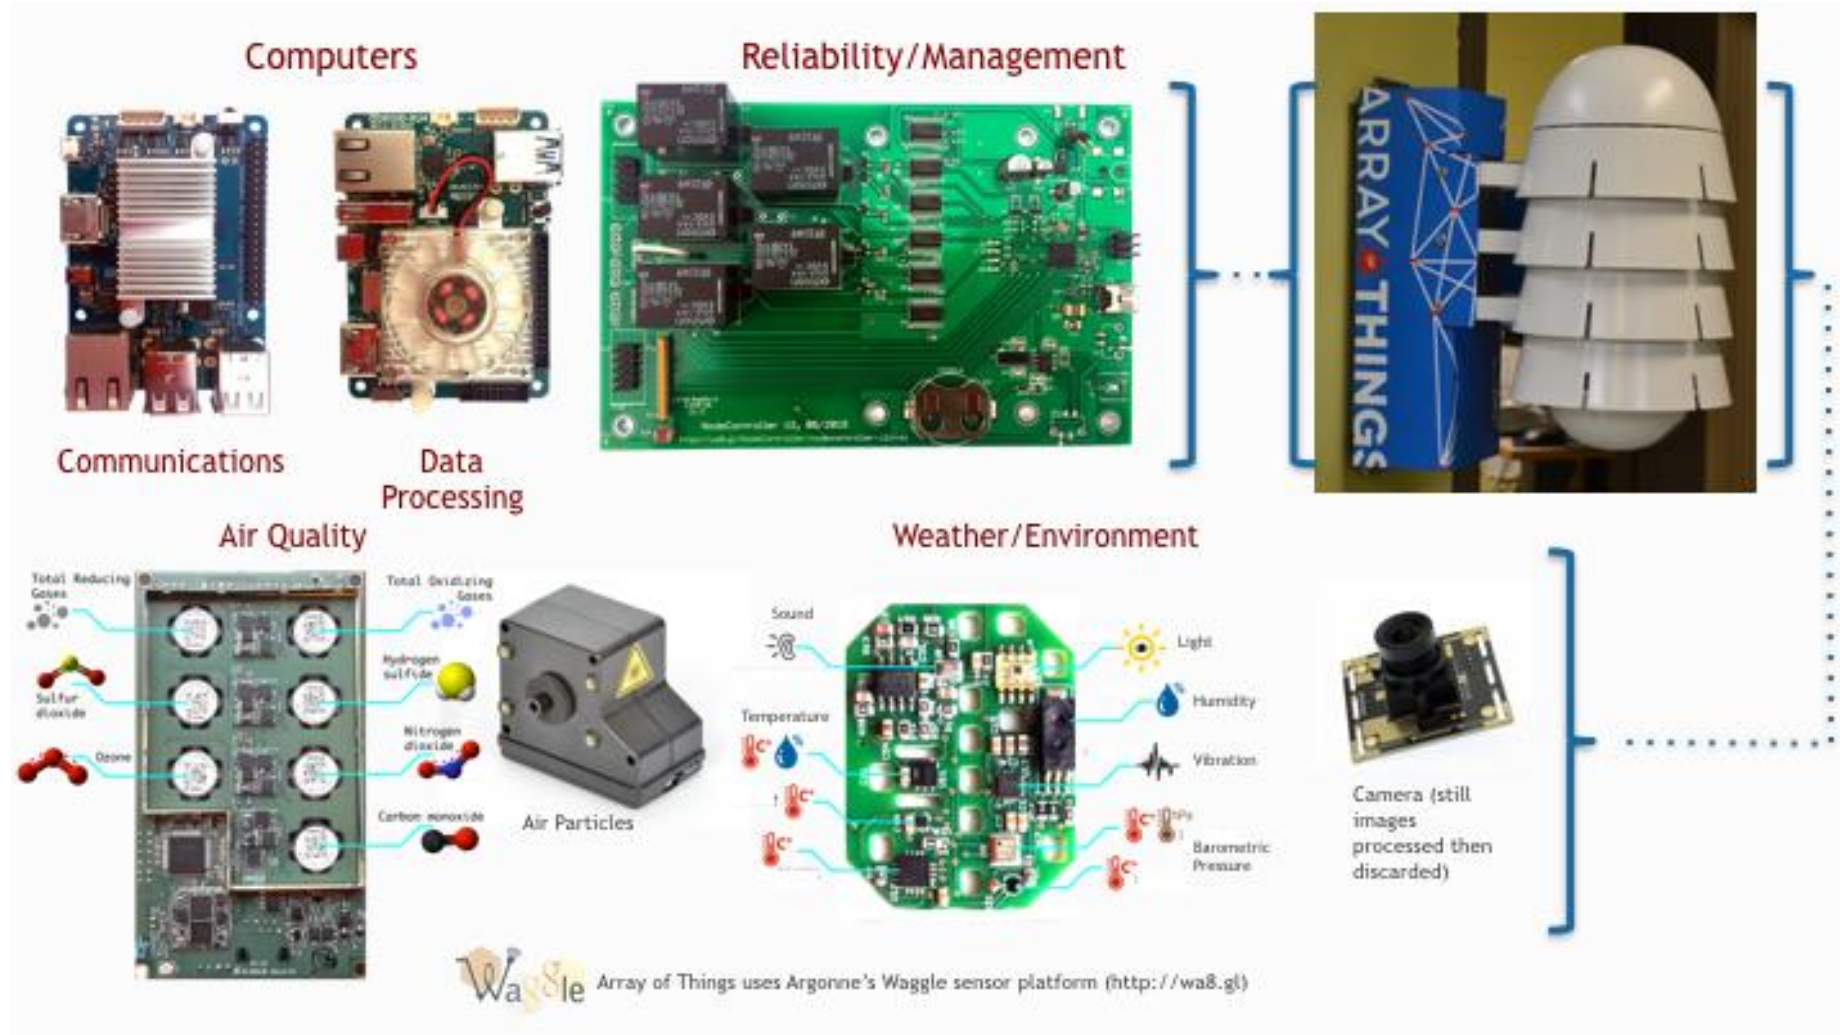 Computers
Reliability/Management
ARRAY OF THINGS
Communications
Data
Processing
NodeController
Air Quality
Weather/Environment
Total Reducing
Gases
Total Oxidizing
Gases
Sulfur
dioxide
Hydrogen
sulfide
Ozone
Nitrogen
dioxide
Carbon monoxide
Air Particles
Sound
Light
Temperature
Humidity
C°
Vibration
C°
C°
C°
hPa
Barometric
Pressure
C°
Camera (still
images
processed then
discarded)
Waggle
Array of Things uses Argonne's Waggle sensor platform (http://wa8.gl)